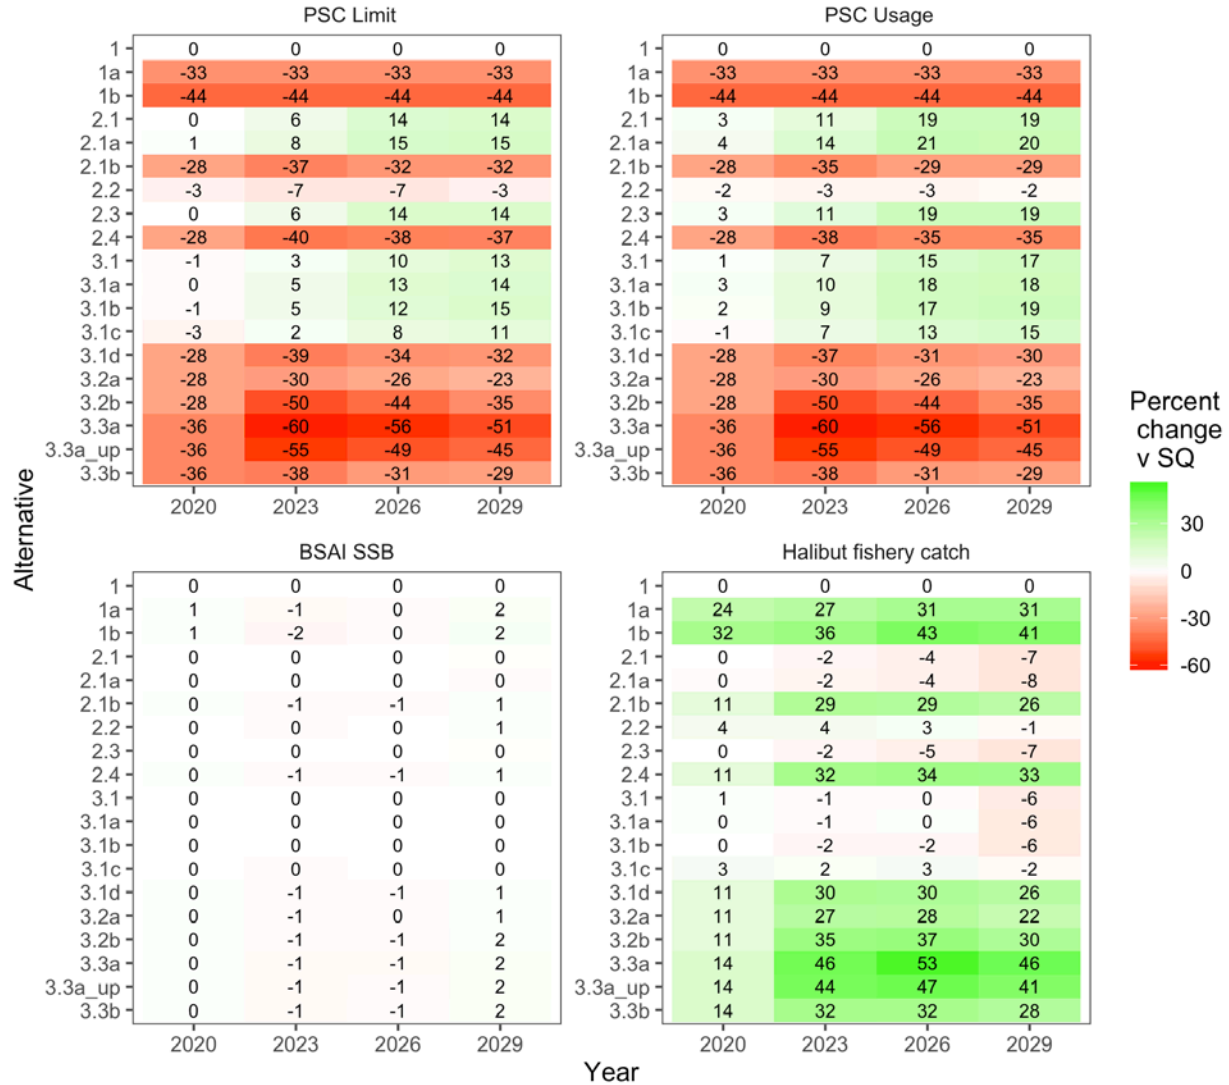 PSC Limit PSC Usage
1 0 0 0 0 1 0 0 0 0
1a -33 -33 -33 -33 1a -33 -33 -33 -33
1b -44 -44 -44 -44 1b -44 -44 -44 -44
2.1 0 6 14 14 2.1 3 11 19 19
2.1a 1 8 15 15 2.1a 4 14 21 20
2.1b -28 -37 -32 -32 2.1b -28 -35 -29 -29
2.2 -3 -7 -7 -3 2.2 -2 -3 -3 -2
2.3 0 6 14 14 2.3 3 11 19 19
2.4 -28 -40 -38 -37 2.4 -28 -38 -35 -35
3.1 -1 3 10 13 3.1 1 7 15 17
3.1a 0 5 13 14 3.1a 3 10 18 18
3.1b -1 5 12 15 3.1b 2 9 17 19
3.1c -3 2 8 11 3.1c -1 7 13 15
3.1d -28 -39 -34 -32 3.1d -28 -37 -31 -30
3.2a -28 -30 -26 -23 3.2a -28 -30 -26 -23
3.2b -28 -50 -44 -35 3.2b -28 -50 -44 -35
3.3a -36 -60 -56 -51 3.3a -36 -60 -56 -51
3.3a_up -36 -55 -49 -45 3.3a_up -36 -55 -49 -45
3.3b -36 -38 -31 -29 3.3b -36 -38 -31 -29
2020 2023 2026 2029 2020 2023 2026 2029
BSAI SSB Halibut fishery catch
1 0 0 0 0 1 0 0 0 0
1a 1 -1 0 2 1a 24 27 31 31
1b 1 -2 0 2 1b 32 36 43 41
2.1 0 0 0 0 2.1 0 -2 -4 -7
2.1a 0 0 0 0 2.1a 0 -2 -4 -8
2.1b 0 -1 -1 1 2.1b 11 29 29 26
2.2 0 0 0 1 2.2 4 4 3 -1
2.3 0 0 0 0 2.3 0 -2 -5 -7
2.4 0 -1 -1 1 2.4 11 32 34 33
3.1 0 0 0 0 3.1 1 -1 0 -6
3.1a 0 0 0 0 3.1a 0 -1 0 -6
3.1b 0 0 0 0 3.1b 0 -2 -2 -6
3.1c 0 0 0 0 3.1c 3 2 3 -2
3.1d 0 -1 -1 1 3.1d 11 30 30 26
3.2a 0 -1 0 1 3.2a 11 27 28 22
3.2b 0 -1 -1 2 3.2b 11 35 37 30
3.3a 0 -1 -1 2 3.3a 14 46 53 46
3.3a_up 0 -1 -1 2 3.3a_up 14 44 47 41
3.3b 0 -1 -1 2 3.3b 14 32 32 28
2020 2023 2026 2029 2020 2023 2026 2029
Alternative
Year
Percent
change
v SQ
30
0
-30
-60